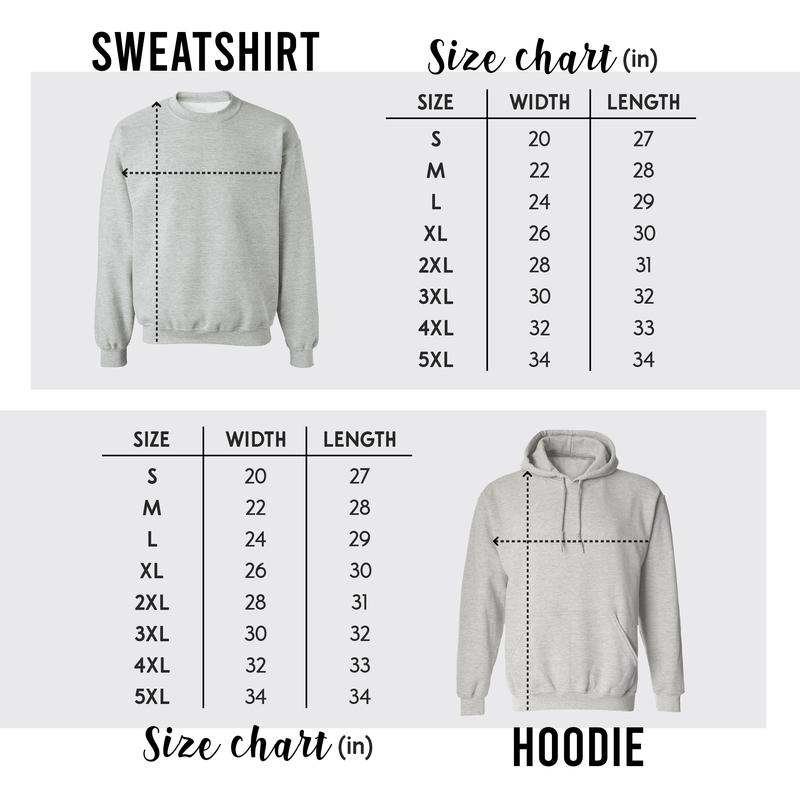 SWEATSHIRT
Size chart (in)
SIZE WIDTH LENGTH
S 20 27
M 22 28
L 24 29
XL 26 30
2XL 28 31
3XL 30 32
4XL 32 33
5XL 34 34
SIZE WIDTH LENGTH
S 20 27
M 22 28
L 24 29
XL 26 30
2XL 28 31
3XL 30 32
4XL 32 33
5XL 34 34
Size chart (in)
HOODIE